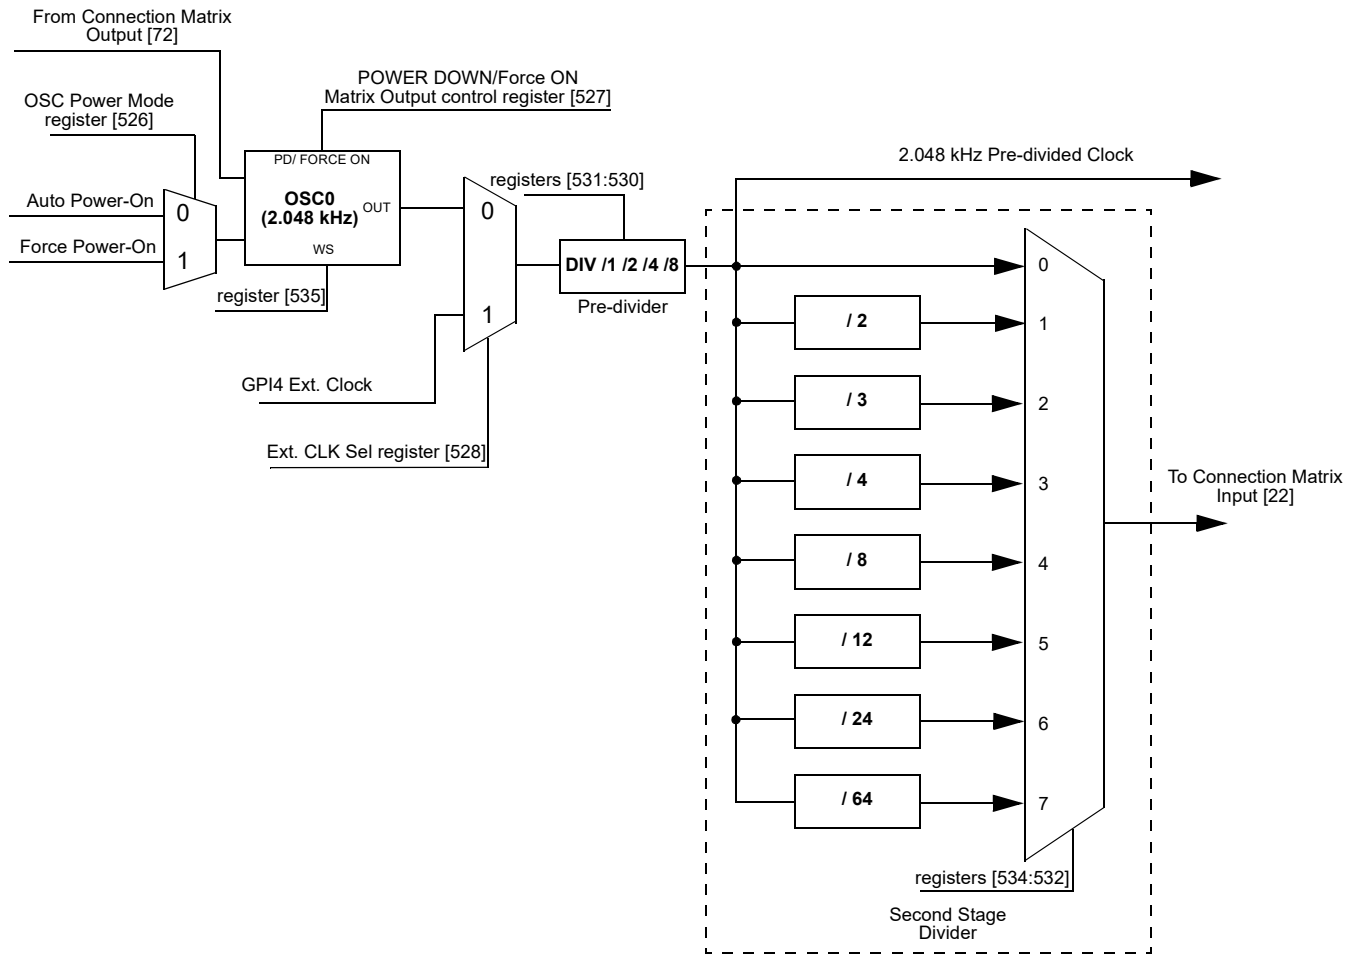 From Connection Matrix
Output [72]
POWER DOWN/Force ON
Matrix Output control register [527]
OSC Power Mode
register [526]
PD/ FORCE ON
OSC0
(2.048 kHz)
OUT
WS
Auto Power-On
Force Power-On
0
1
register [535]
0
1
GPI4 Ext. Clock
Ext. CLK Sel register [528]
registers [531:530]
DIV /1 /2 /4 /8
Pre-divider
2.048 kHz Pre-divided Clock
0
/ 2
1
/ 3
2
/ 4
3
/ 8
4
/ 12
5
/ 24
6
/ 64
7
To Connection Matrix
Input [22]
registers [534:532]
Second Stage
Divider